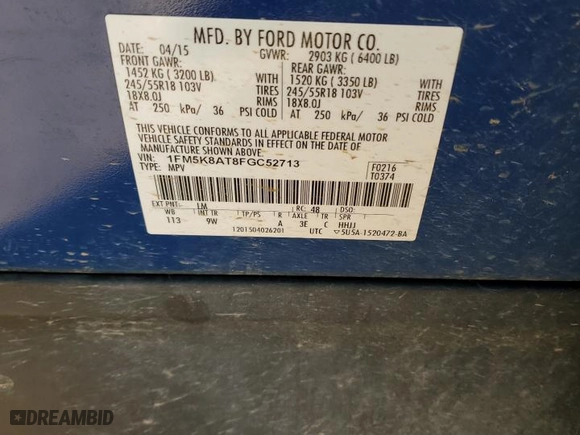 MFD. BY FORD MOTOR CO.
DATE: 04/15 GVWR: 2903 KG ( 6400 LB)
FRONT GAWR: REAR GAWR:
1452 KG ( 3200 LB) WITH 1520 KG ( 3350 LB) WITH
245/55R18 103V TIRES 245/55R18 103V TIRES
18X8.0J RIMS 18X8.0J RIMS
AT 250 kPa/ 36 PSI COLD AT 250 kPa/ 36 PSI COLD
THIS VEHICLE CONFORMS TO ALL APPLICABLE FEDERAL MOTOR
VEHICLE SAFETY STANDARDS IN EFFECT ON THE DATE OF
MANUFACTURE SHOWN ABOVE.
VIN: 1FM5K8AT8FGC52713 F0216
TYPE: MPV T0374
EXT PNT: LM RC: 48 DSO:
WB INT TR TP/PS R AXLE TR SPR
113 9W A 3E C HHJJ
1201504026201 UTC 5U5A-1520472-BA
DREAMBID